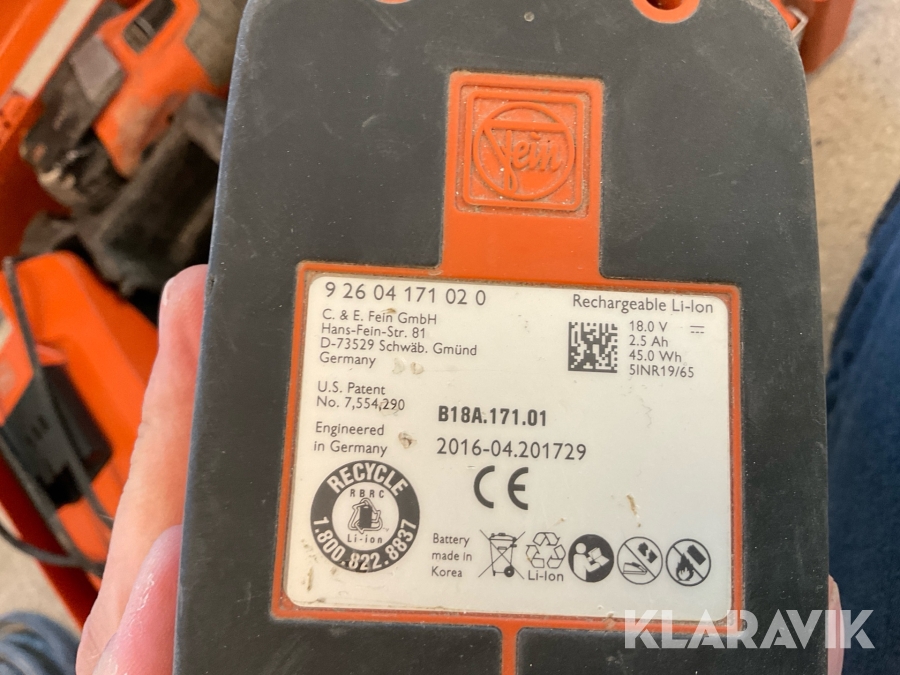 Fein
9 26 04 171 02 0
C. & E. Fein GmbH
Hans-Fein-Str. 81
D-73529 Schwäb. Gmünd
Germany
Rechargeable Li-Ion
18.0 V
2.5 Ah
45.0 Wh
5INR19/65
U.S. Patent
No. 7,554,290
B18A.171.01
Engineered
in Germany
2016-04.201729
CE
RECYCLE
RBRC
Li-ion
1.800.822.8837
Battery
made in
Korea
Li-Ion
KLARAVIK